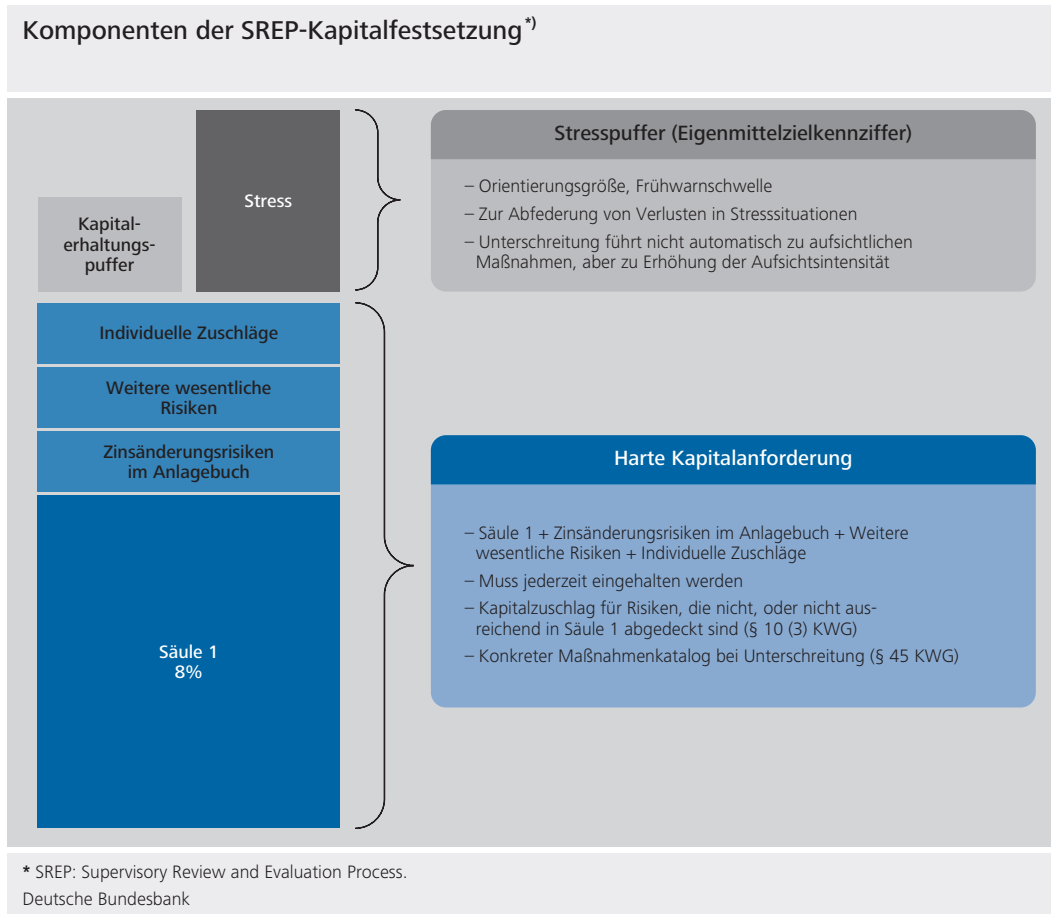 Komponenten der SREP-Kapitalfestsetzung*)
Kapital-
erhaltungs-
puffer
Stress
Stresspuffer (Eigenmittelzielkennziffer)
– Orientierungsgröße, Frühwarnschwelle
– Zur Abfederung von Verlusten in Stresssituationen
– Unterschreitung führt nicht automatisch zu aufsichtlichen
Maßnahmen, aber zu Erhöhung der Aufsichtsintensität
Individuelle Zuschläge
Weitere wesentliche
Risiken
Zinsänderungsrisiken
im Anlagebuch
Säule 1
8%
Harte Kapitalanforderung
– Säule 1 + Zinsänderungsrisiken im Anlagebuch + Weitere
wesentliche Risiken + Individuelle Zuschläge
– Muss jederzeit eingehalten werden
– Kapitalzuschlag für Risiken, die nicht, oder nicht aus-
reichend in Säule 1 abgedeckt sind (§ 10 (3) KWG)
– Konkreter Maßnahmenkatalog bei Unterschreitung (§ 45 KWG)
* SREP: Supervisory Review and Evaluation Process.
Deutsche Bundesbank